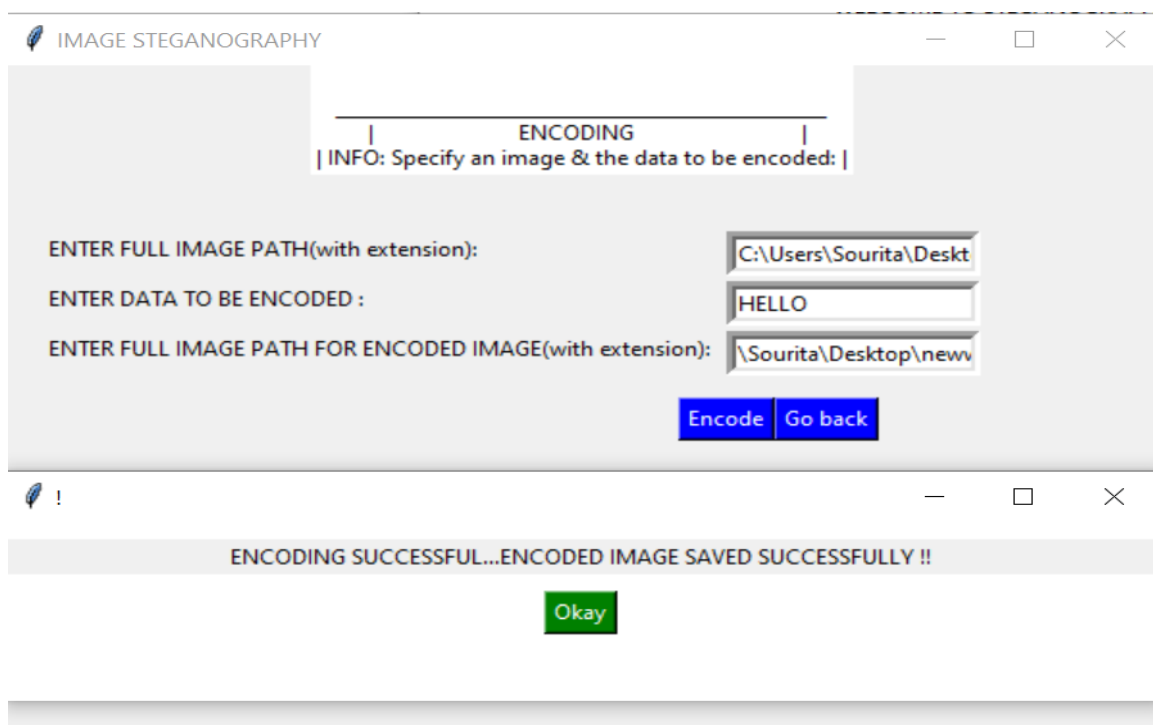 IMAGE STEGANOGRAPHY
| ENCODING |
| INFO: Specify an image & the data to be encoded: |
ENTER FULL IMAGE PATH(with extension): C:\Users\Sourita\Deskt
ENTER DATA TO BE ENCODED : HELLO
ENTER FULL IMAGE PATH FOR ENCODED IMAGE(with extension): \Sourita\Desktop\neww
Encode Go back
!
ENCODING SUCCESSFUL...ENCODED IMAGE SAVED SUCCESSFULLY !!
Okay